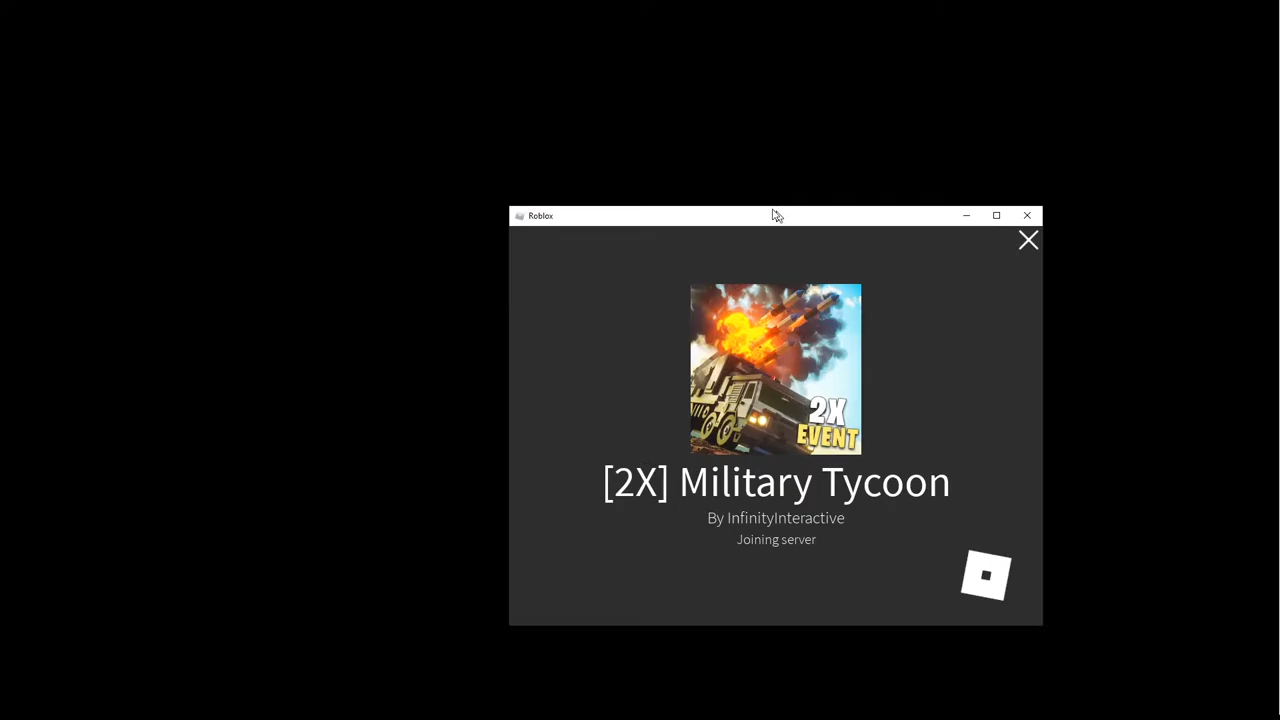 Roblox
2X
EVENT
[2X] Military Tycoon
By InfinityInteractive
Joining server